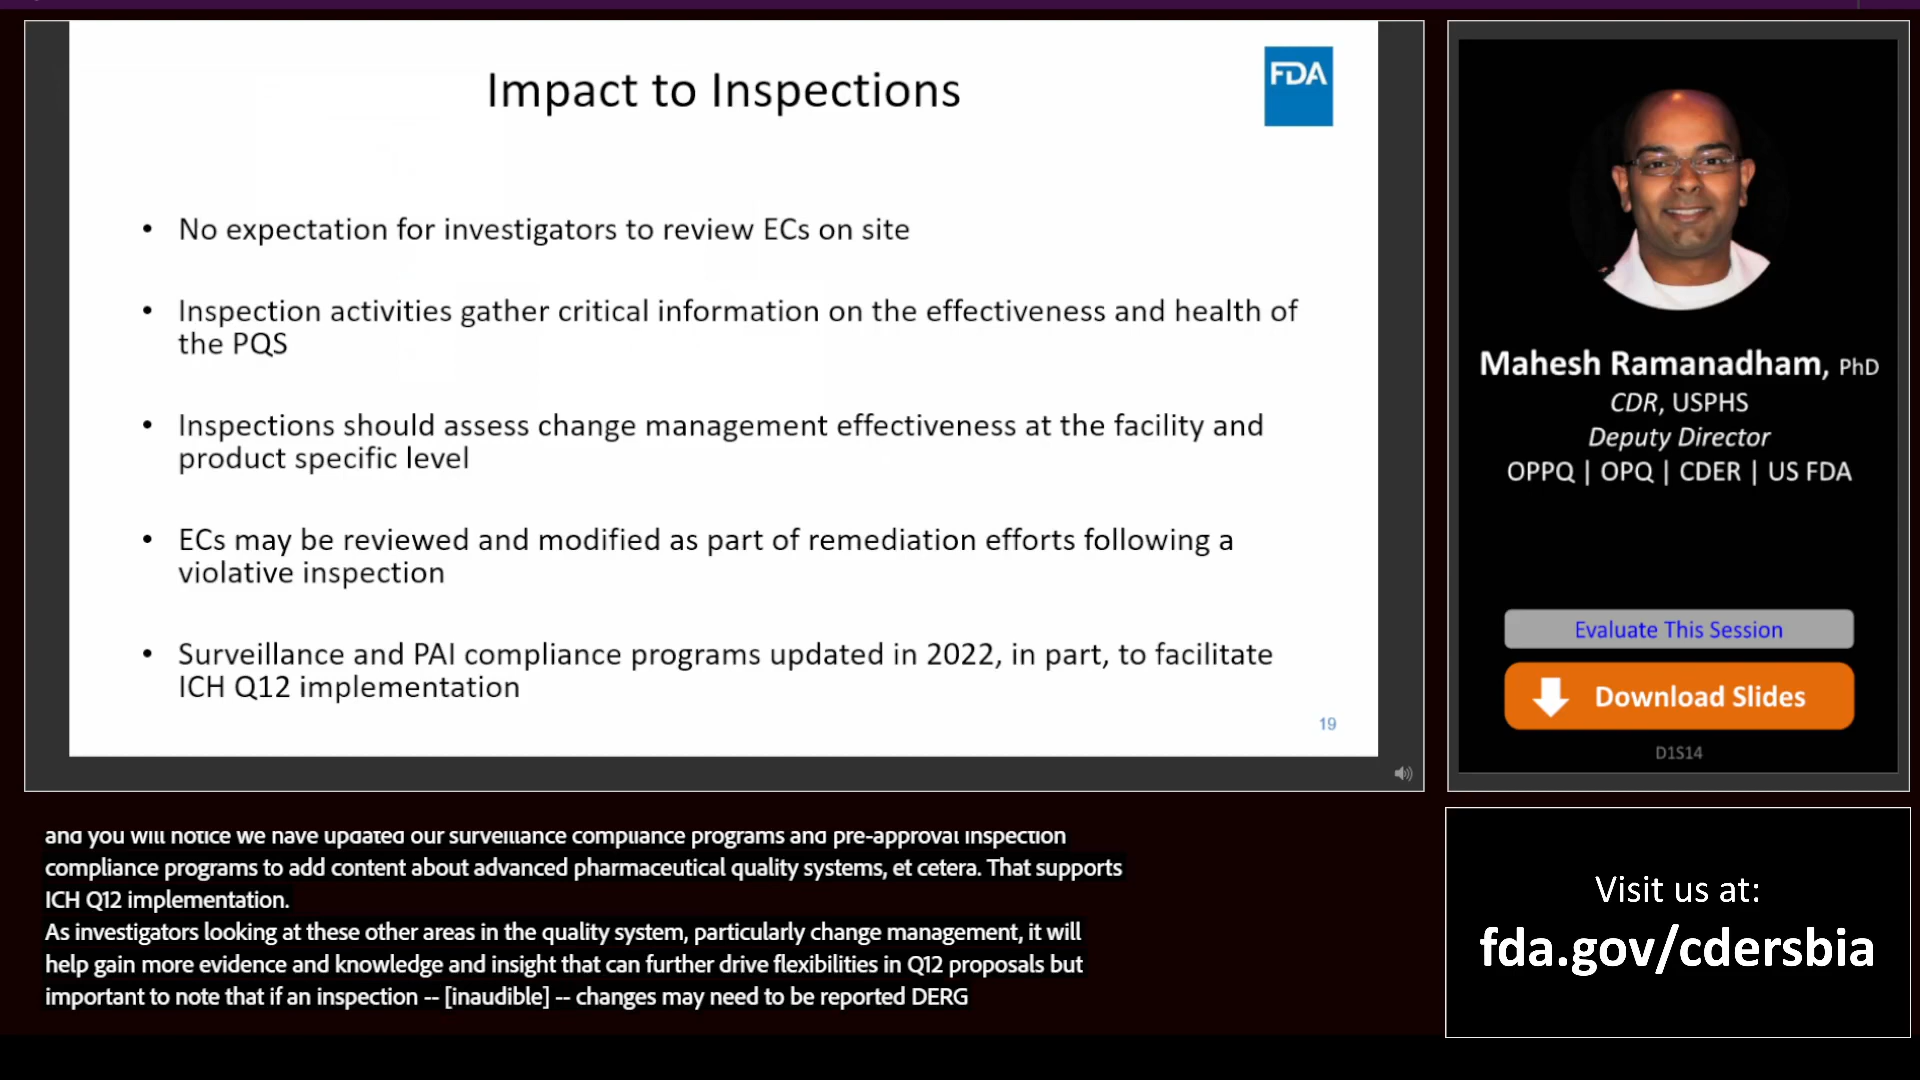 Impact to Inspections
FDA
• No expectation for investigators to review ECs on site
• Inspection activities gather critical information on the effectiveness and health of
the PQS
• Inspections should assess change management effectiveness at the facility and
product specific level
• ECs may be reviewed and modified as part of remediation efforts following a
violative inspection
• Surveillance and PAI compliance programs updated in 2022, in part, to facilitate
ICH Q12 implementation
19
Mahesh Ramanadham, PhD
CDR, USPHS
Deputy Director
OPPQ | OPQ | CDER | US FDA
Evaluate This Session
Download Slides
D1S14
and you will notice we have updated our surveillance compliance programs and pre-approval inspection
compliance programs to add content about advanced pharmaceutical quality systems, et cetera. That supports
ICH Q12 implementation.
As investigators looking at these other areas in the quality system, particularly change management, it will
help gain more evidence and knowledge and insight that can further drive flexibilities in Q12 proposals but
important to note that if an inspection -- [inaudible] -- changes may need to be reported DERG
Visit us at:
fda.gov/cdersbia